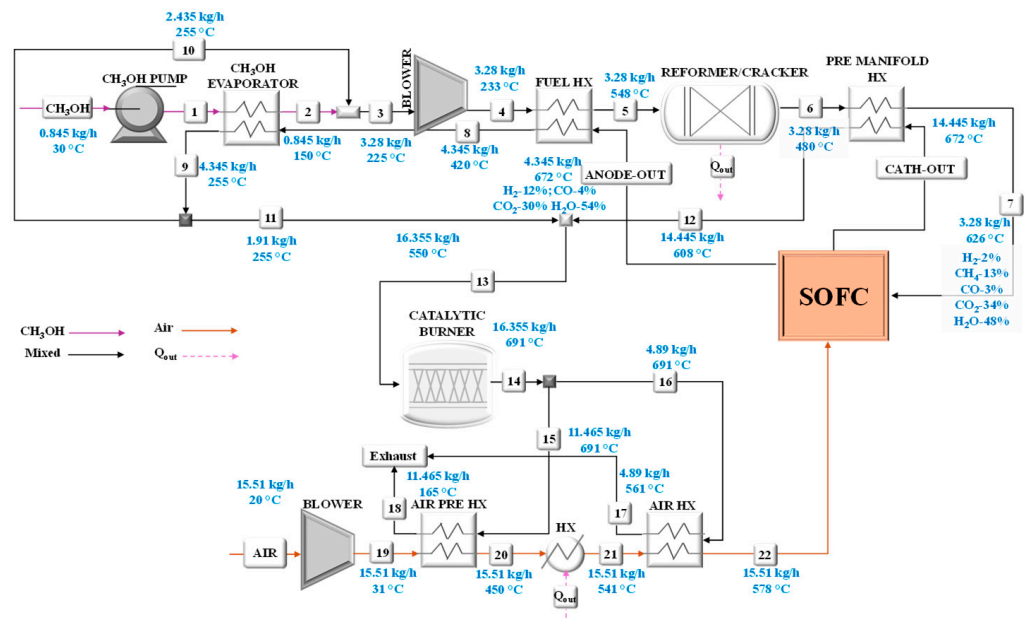 2.435 kg/h
255 °C
10
CH3OH PUMP
CH3OH
EVAPORATOR
BLOWER
3.28 kg/h
233 °C
FUEL HX
3.28 kg/h
548 °C
REFORMER/CRACKER
PRE MANIFOLD
HX
CH3OH
1
2
3
4
5
6
0.845 kg/h
30 °C
0.845 kg/h
150 °C
3.28 kg/h
225 °C
8
4.345 kg/h
420 °C
3.28 kg/h
480 °C
14.445 kg/h
672 °C
9
4.345 kg/h
255 °C
4.345 kg/h
672 °C
ANODE-OUT
Qout
CATH-OUT
H2-12%; CO-4%
CO2-30% H2O-54%
7
11
1.91 kg/h
255 °C
16.355 kg/h
550 °C
12
14.445 kg/h
608 °C
3.28 kg/h
626 °C
H2-2%
CH4-13%
CO-3%
CO2-34%
H2O-48%
SOFC
13
CH3OH
Air
Mixed
Qout
CATALYTIC
BURNER
16.355 kg/h
691 °C
14
4.89 kg/h
691 °C
16
15
11.465 kg/h
691 °C
Exhaust
11.465 kg/h
165 °C
4.89 kg/h
561 °C
15.51 kg/h
20 °C
BLOWER
18
AIR PRE HX
17
AIR HX
HX
AIR
19
20
21
22
15.51 kg/h
31 °C
15.51 kg/h
450 °C
15.51 kg/h
541 °C
15.51 kg/h
578 °C
Qout